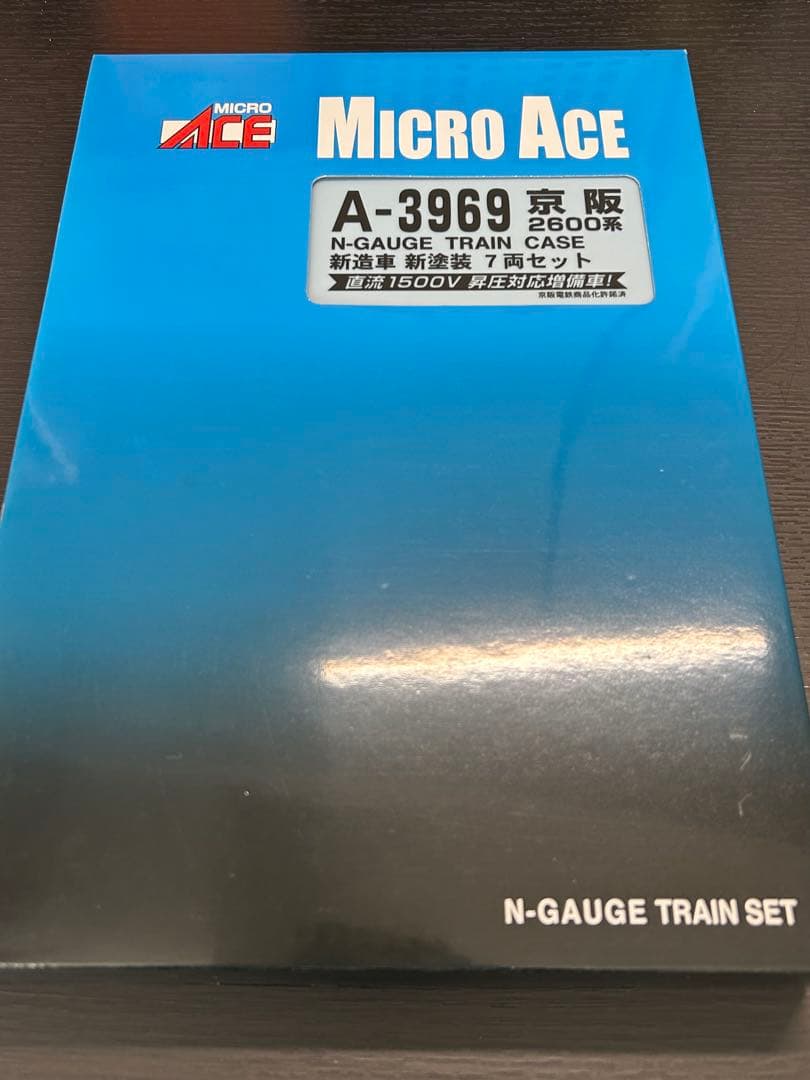 MICRO
ACE
MICRO ACE
A-3969 京阪
2600系
N-GAUGE TRAIN CASE
新造車 新塗装 7両セット
直流1500V 昇圧対応増備車!
京阪電鉄商品化許諾済
N-GAUGE TRAIN SET